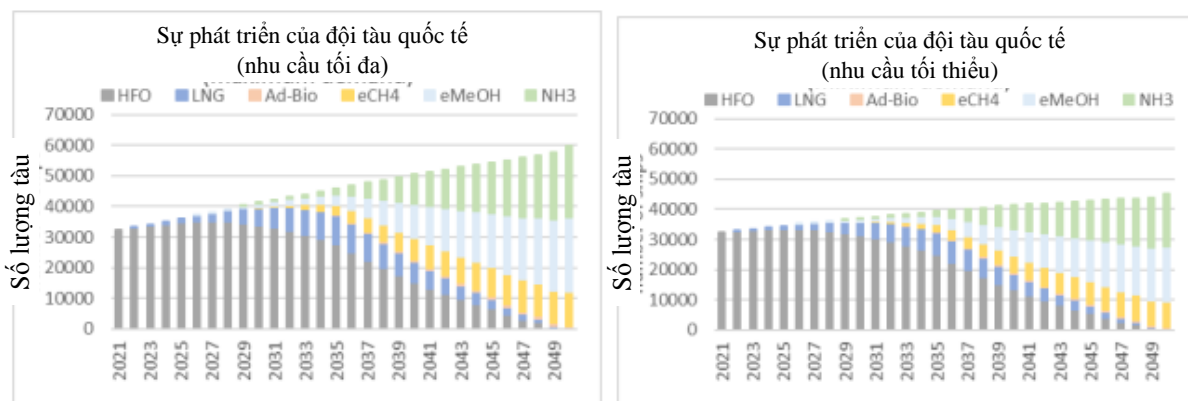 Sự phát triển của đội tàu quốc tế
(nhu cầu tối đa)
HFO LNG Ad-Bio eCH4 eMeOH NH3
Số lượng tàu
70000
60000
50000
40000
30000
20000
10000
0
2021 2023 2025 2027 2029 2031 2033 2035 2037 2039 2041 2043 2045 2047 2049
Sự phát triển của đội tàu quốc tế
(nhu cầu tối thiểu)
HFO LNG Ad-Bio eCH4 eMeOH NH3
Số lượng tàu
70000
60000
50000
40000
30000
20000
10000
0
2021 2023 2025 2027 2029 2031 2033 2035 2037 2039 2041 2043 2045 2047 2049